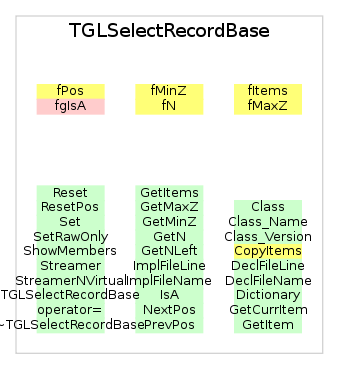 TGLSelectRecordBase
fPos
fgIsA
fMinZ
fN
fItems
fMaxZ
Reset
ResetPos
Set
SetRawOnly
ShowMembers
Streamer
StreamerNVirtual
TGLSelectRecordBase
operator=
~TGLSelectRecordBase
GetItems
GetMaxZ
GetMinZ
GetN
GetNLeft
ImplFileLine
ImplFileName
IsA
NextPos
PrevPos
Class
Class_Name
Class_Version
CopyItems
DeclFileLine
DeclFileName
Dictionary
GetCurrItem
GetItem